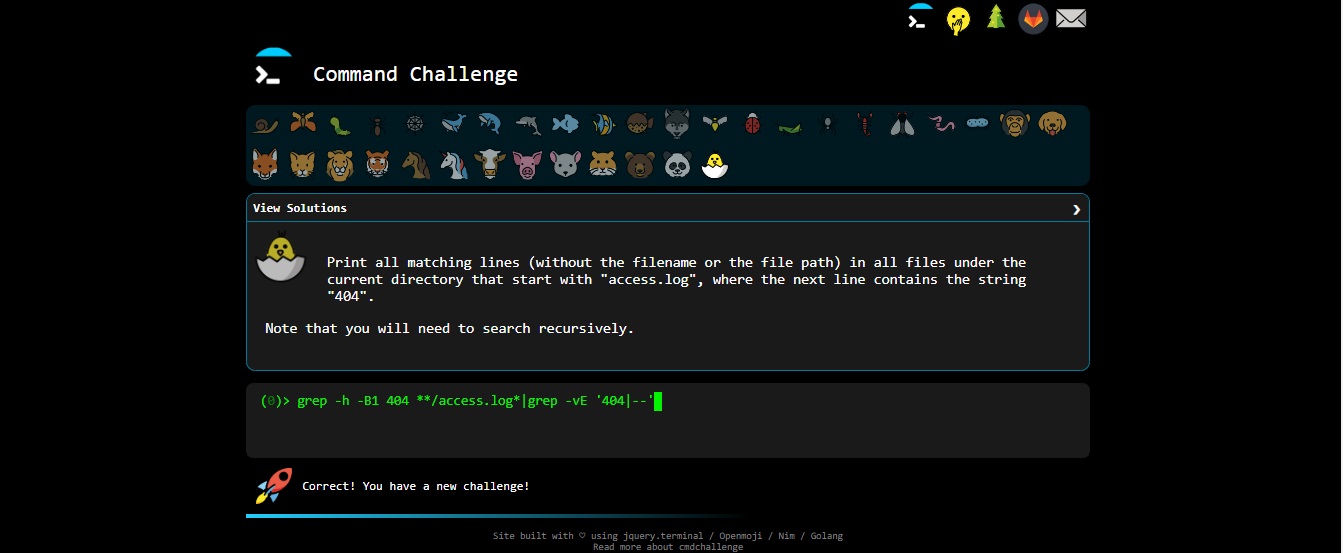 Command Challenge
View Solutions
Print all matching lines (without the filename or the file path) in all files under the
current directory that start with "access.log", where the next line contains the string
"404".
Note that you will need to search recursively.
(0)> grep -h -B1 404 **/access.log*|grep -vE '404|--'
Correct! You have a new challenge!
Site built with ♡ using jquery.terminal / Openmoji / Nim / Golang
Read more about cmdchallenge